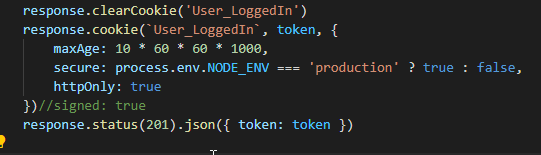 response.clearCookie('User_LoggedIn')
response.cookie(`User_LoggedIn`, token, {
    maxAge: 10 * 60 * 60 * 1000,
    secure: process.env.NODE_ENV === 'production' ? true : false,
    httpOnly: true
})//signed: true
response.status(201).json({ token: token })